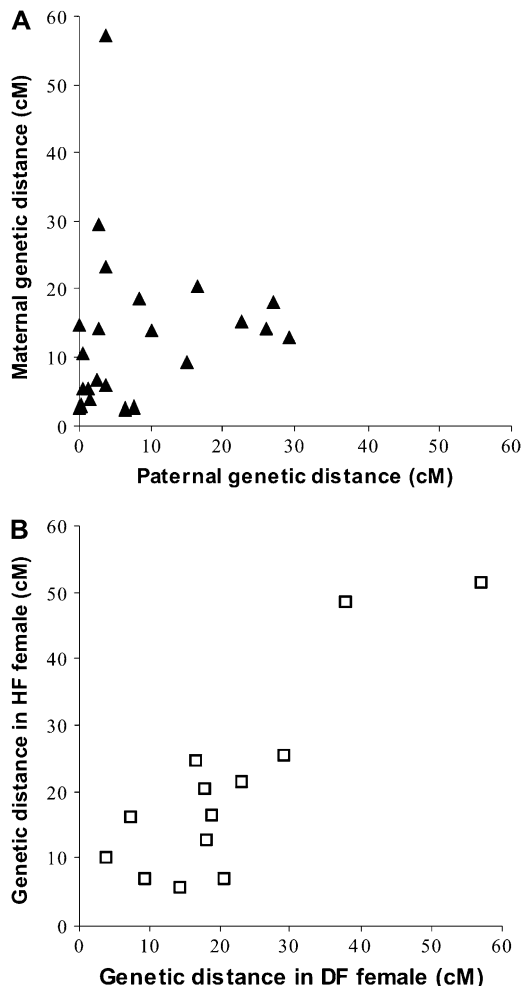 A
Maternal genetic distance (cM)
60
50
40
30
20
10
0
0 10 20 30 40 50 60
Paternal genetic distance (cM)
B
Genetic distance in HF female (cM)
60
50
40
30
20
10
0
0 10 20 30 40 50 60
Genetic distance in DF female (cM)